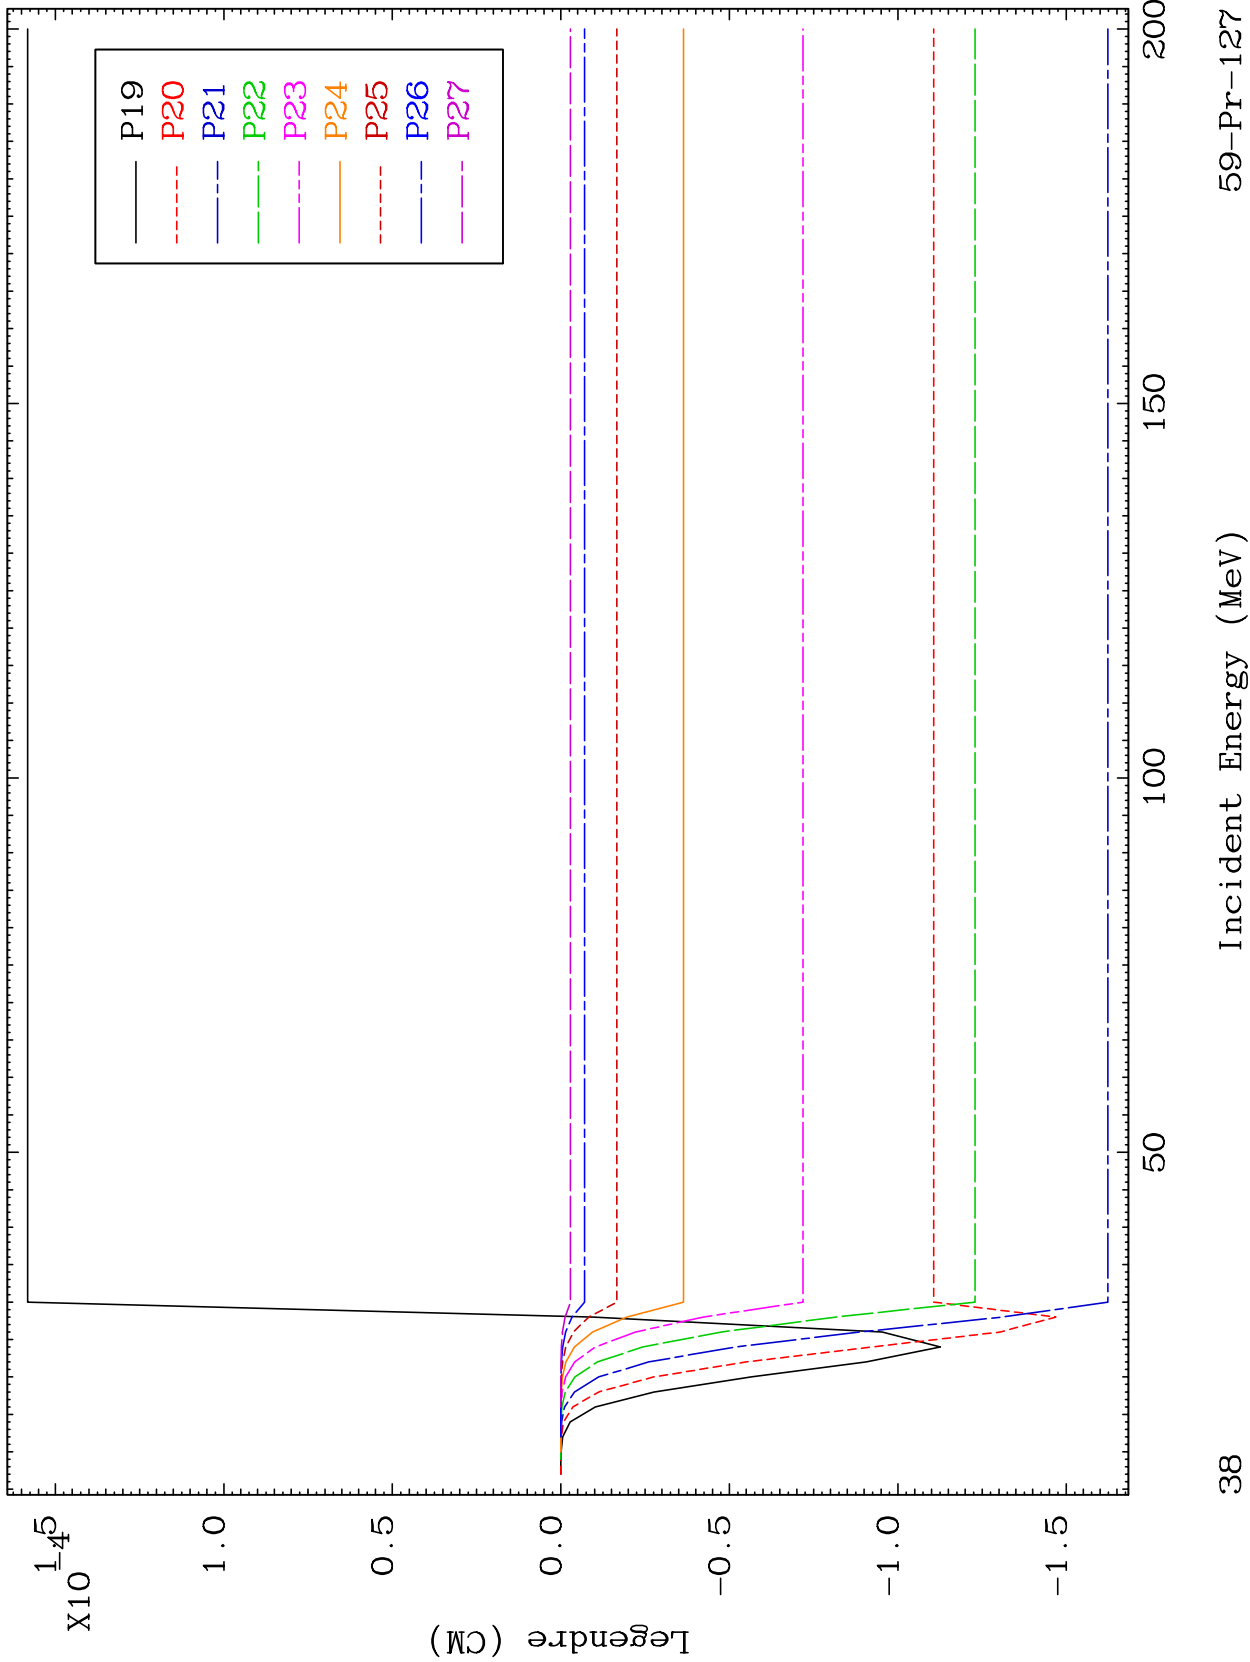 X10
-4
1.5
1.0
0.5
0.0
-0.5
-1.0
-1.5
Legendre (CM)
P19
P20
P21
P22
P23
P24
P25
P26
P27
50
100
150
200
Incident Energy (MeV)
38
59-Pr-127